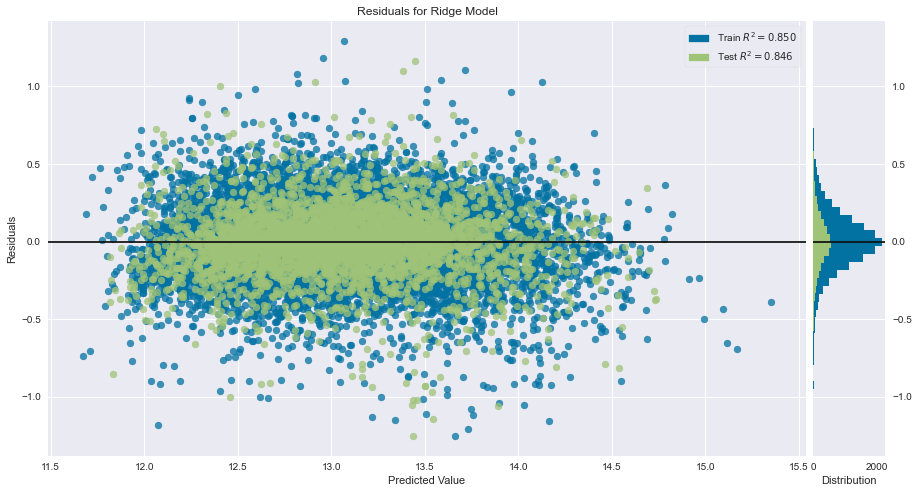 Residuals for Ridge Model
Train R² = 0.850
Test R² = 0.846
Residuals
1.0
0.5
0.0
−0.5
−1.0
1.0
0.5
0.0
−0.5
−1.0
11.5 12.0 12.5 13.0 13.5 14.0 14.5 15.0 15.5
0 2000
Predicted Value
Distribution